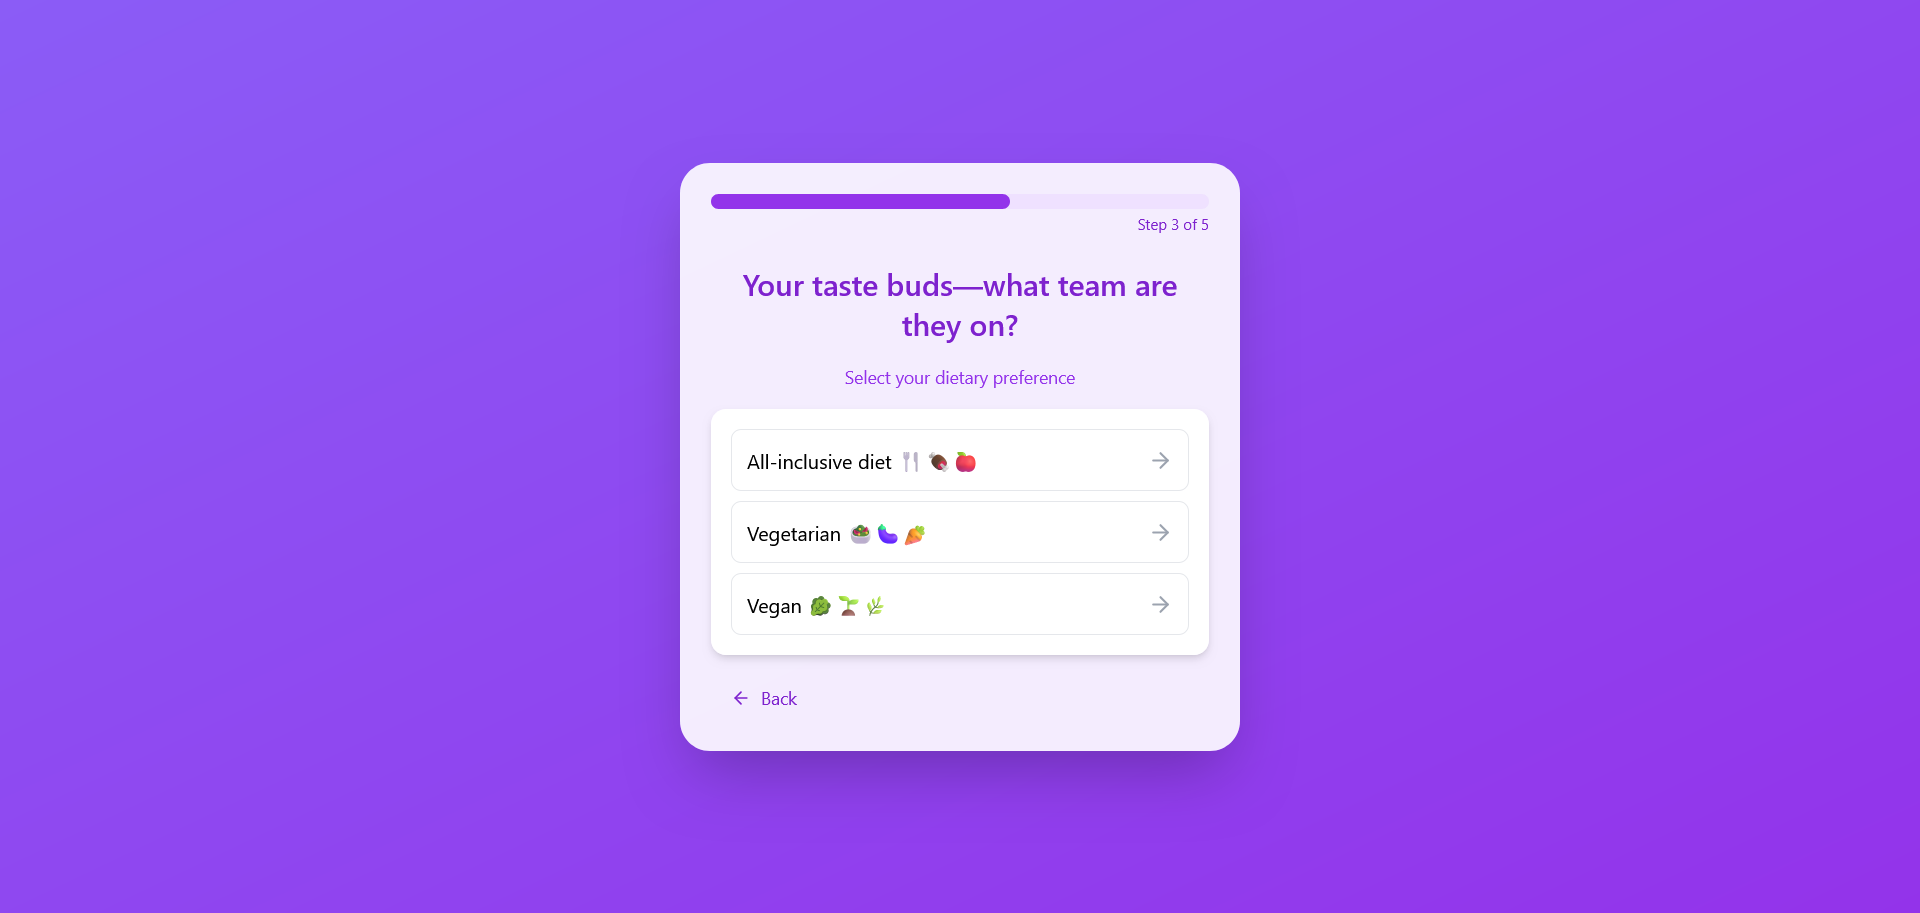 Step 3 of 5
Your taste buds—what team are
they on?
Select your dietary preference
All-inclusive diet 🍴🍗🍎
Vegetarian 🥗🍆🥕
Vegan 🥦🌱🌿
Back